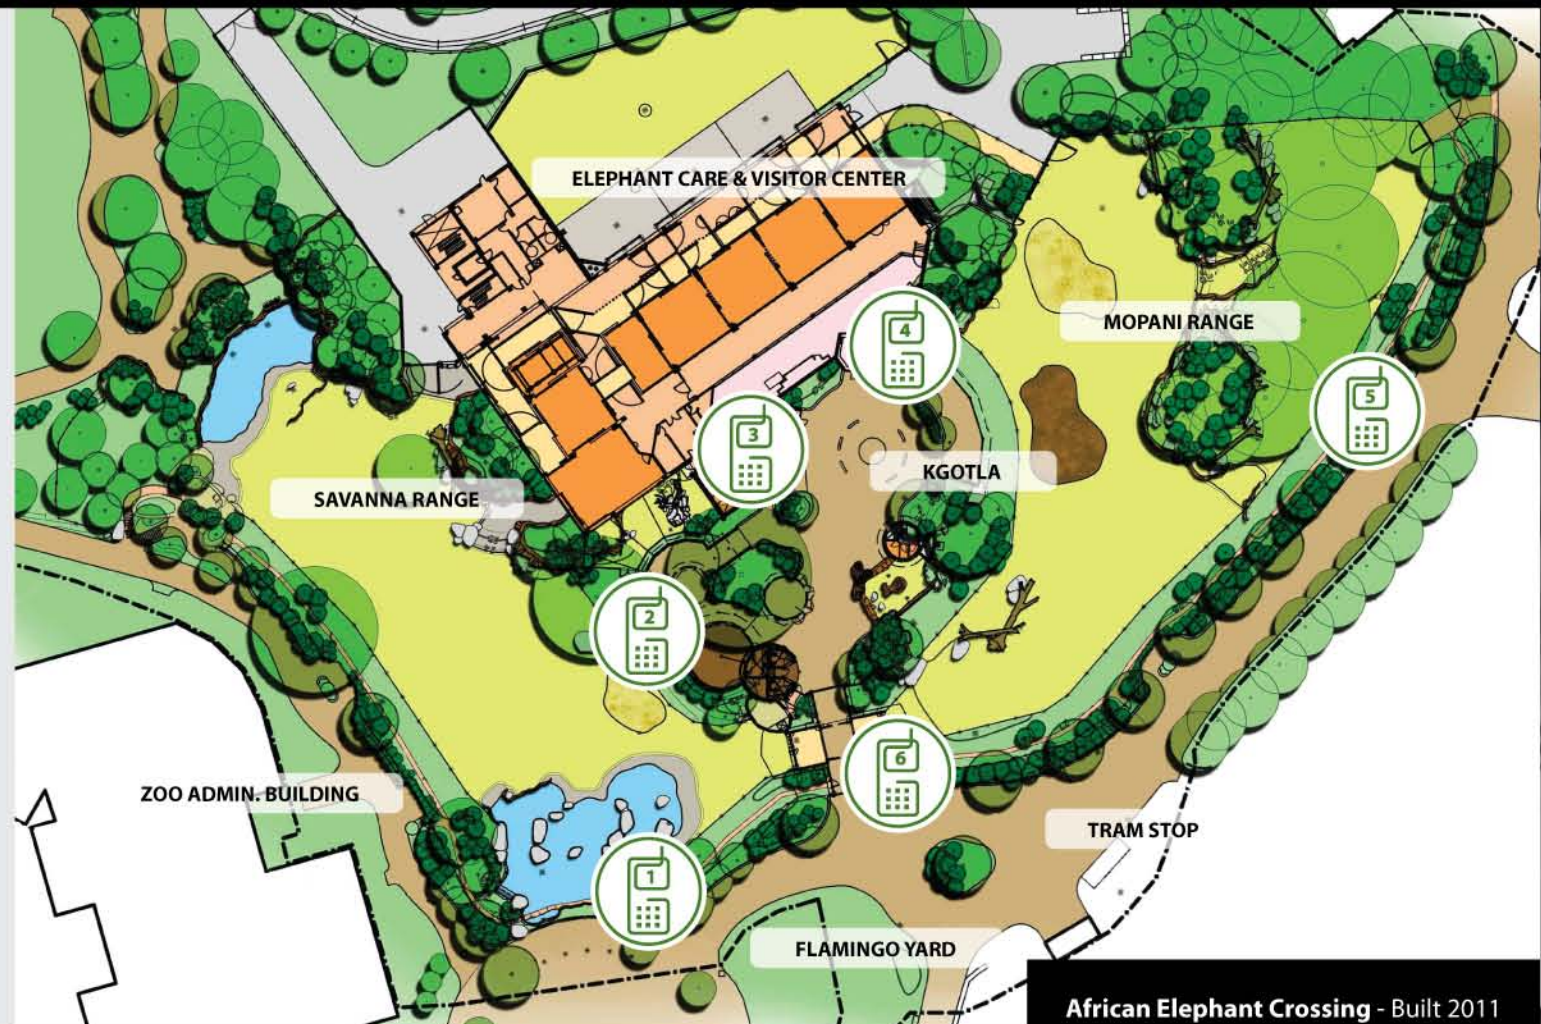 ELEPHANT CARE & VISITOR CENTER
4
MOPANI RANGE
5
3
KGOTLA
SAVANNA RANGE
2
6
ZOO ADMIN. BUILDING
TRAM STOP
1
FLAMINGO YARD
African Elephant Crossing - Built 2011